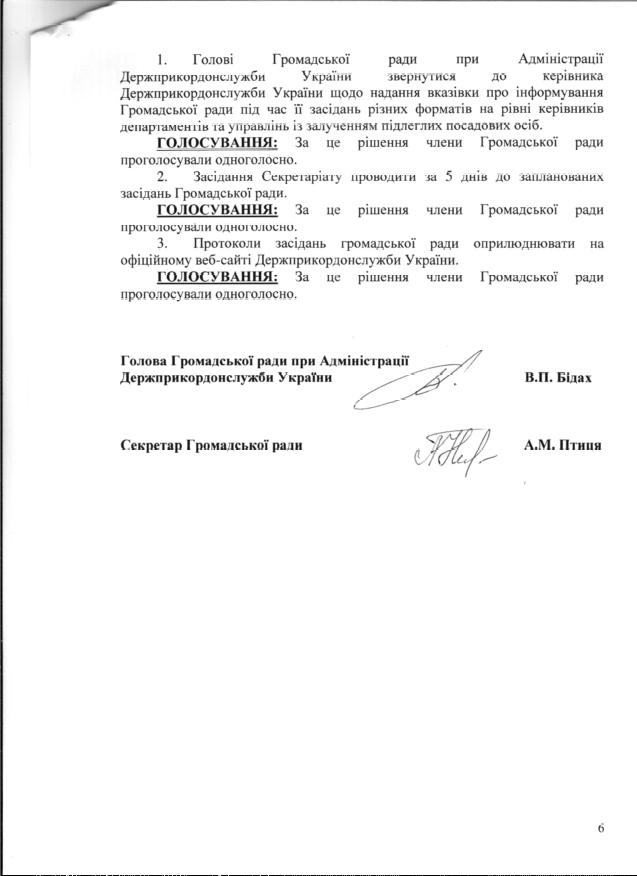 1. Голові Громадської ради при Адміністрації
Держприкордонслужби України звернутися до керівника
Держприкордонслужби України щодо надання вказівки про інформування
Громадської ради під час її засідань різних форматів на рівні керівників
департаментів та управлінь із залученням підлеглих посадових осіб.
ГОЛОСУВАННЯ: За це рішення члени Громадської ради
проголосували одноголосно.
2. Засідання Секретаріату проводити за 5 днів до запланованих
засідань Громадської ради.
ГОЛОСУВАННЯ: За це рішення члени Громадської ради
проголосували одноголосно.
3. Протоколи засідань громадської ради оприлюднювати на
офіційному веб-сайті Держприкордонслужби України.
ГОЛОСУВАННЯ: За це рішення члени Громадської ради
проголосували одноголосно.
Голова Громадської ради при Адміністрації
Держприкордонслужби України В.П. Бідах
Секретар Громадської ради А.М. Птиця
6